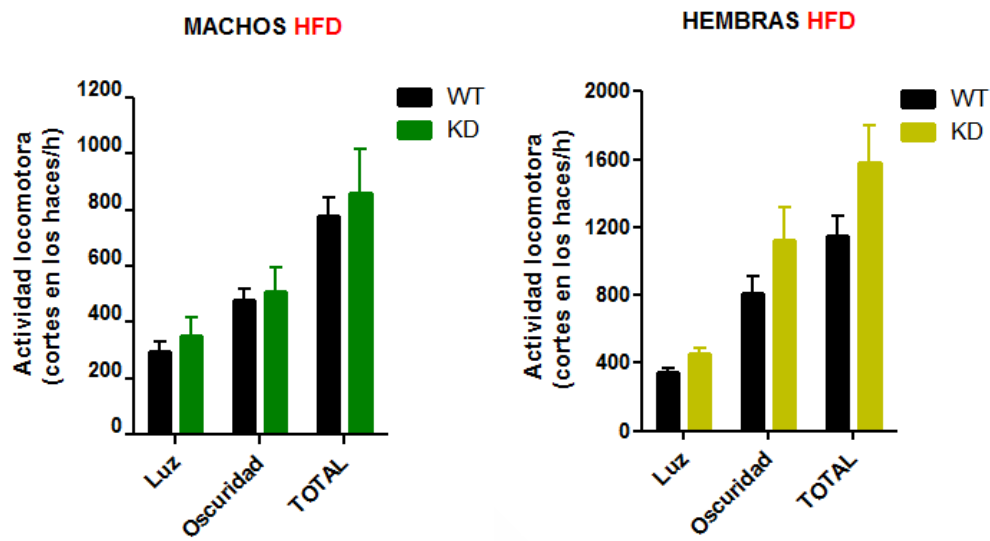 MACHOS HFD
Actividad locomotora
(cortes en los haces/h)
1200
1000
800
600
400
200
0
WT
KD
Luz
Oscuridad
TOTAL
HEMBRAS HFD
Actividad locomotora
(cortes en los haces/h)
2000
1600
1200
800
400
0
WT
KD
Luz
Oscuridad
TOTAL